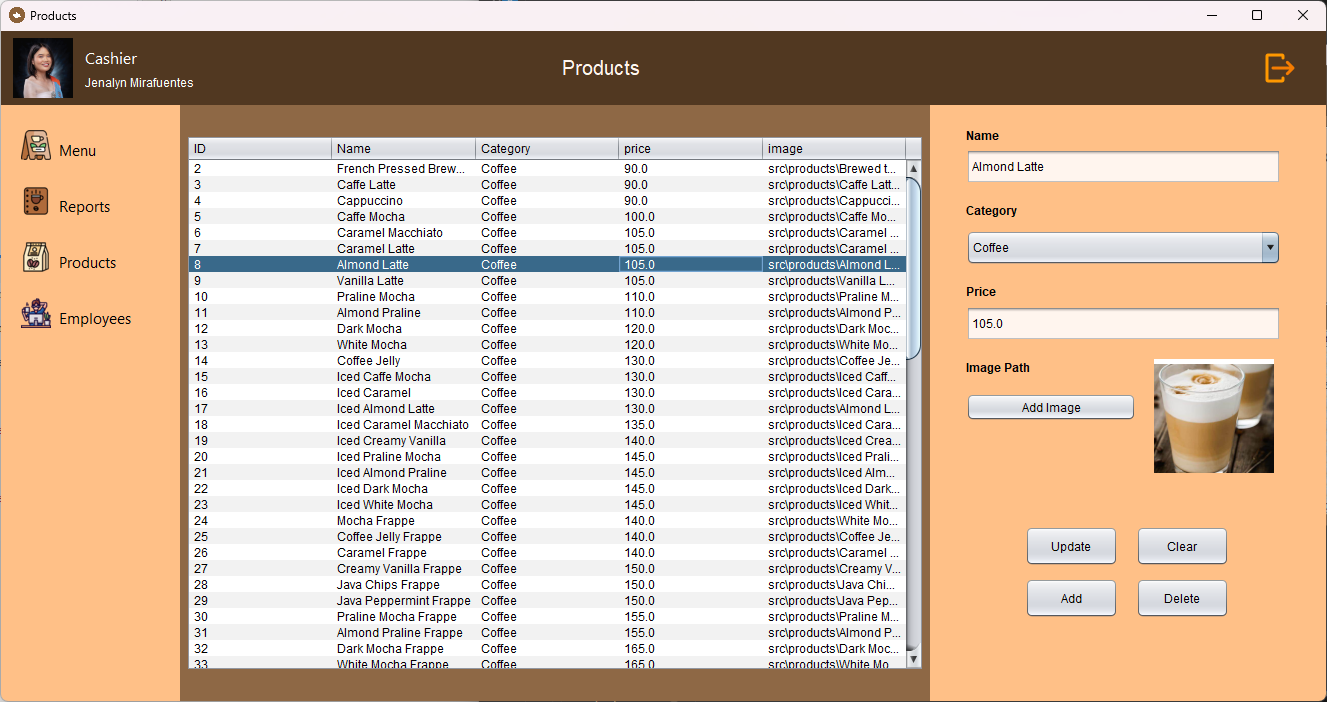 Products
Cashier
Jenalyn Mirafuentes
Products
Menu
Reports
Products
Employees
ID Name Category price image
2 French Pressed Brew... Coffee 90.0 src\products\Brewed t...
3 Caffe Latte Coffee 90.0 src\products\Caffe Latt...
4 Cappuccino Coffee 90.0 src\products\Cappucci...
5 Caffe Mocha Coffee 100.0 src\products\Caffe Mo...
6 Caramel Macchiato Coffee 105.0 src\products\Caramel ...
7 Caramel Latte Coffee 105.0 src\products\Caramel ...
8 Almond Latte Coffee 105.0 src\products\Almond L...
9 Vanilla Latte Coffee 105.0 src\products\Vanilla L...
10 Praline Mocha Coffee 110.0 src\products\Praline M...
11 Almond Praline Coffee 110.0 src\products\Almond P...
12 Dark Mocha Coffee 120.0 src\products\Dark Moc...
13 White Mocha Coffee 120.0 src\products\White Mo...
14 Coffee Jelly Coffee 130.0 src\products\Coffee Je...
15 Iced Caffe Mocha Coffee 130.0 src\products\Iced Caff...
16 Iced Caramel Coffee 130.0 src\products\Iced Cara...
17 Iced Almond Latte Coffee 130.0 src\products\Almond L...
18 Iced Caramel Macchiato Coffee 135.0 src\products\Iced Cara...
19 Iced Creamy Vanilla Coffee 140.0 src\products\Iced Crea...
20 Iced Praline Mocha Coffee 145.0 src\products\Iced Prali...
21 Iced Almond Praline Coffee 145.0 src\products\Iced Alm...
22 Iced Dark Mocha Coffee 145.0 src\products\Iced Dark...
23 Iced White Mocha Coffee 145.0 src\products\Iced Whit...
24 Mocha Frappe Coffee 140.0 src\products\White Mo...
25 Coffee Jelly Frappe Coffee 140.0 src\products\Coffee Je...
26 Caramel Frappe Coffee 140.0 src\products\Caramel ...
27 Creamy Vanilla Frappe Coffee 150.0 src\products\Creamy V...
28 Java Chips Frappe Coffee 150.0 src\products\Java Chi...
29 Java Peppermint Frappe Coffee 150.0 src\products\Java Pep...
30 Praline Mocha Frappe Coffee 155.0 src\products\Praline M...
31 Almond Praline Frappe Coffee 155.0 src\products\Almond P...
32 Dark Mocha Frappe Coffee 165.0 src\products\Dark Moc...
33 White Mocha Frappe Coffee 165.0 src\products\White Mo
Name
Almond Latte
Category
Coffee
Price
105.0
Image Path
Add Image
Update Clear
Add Delete